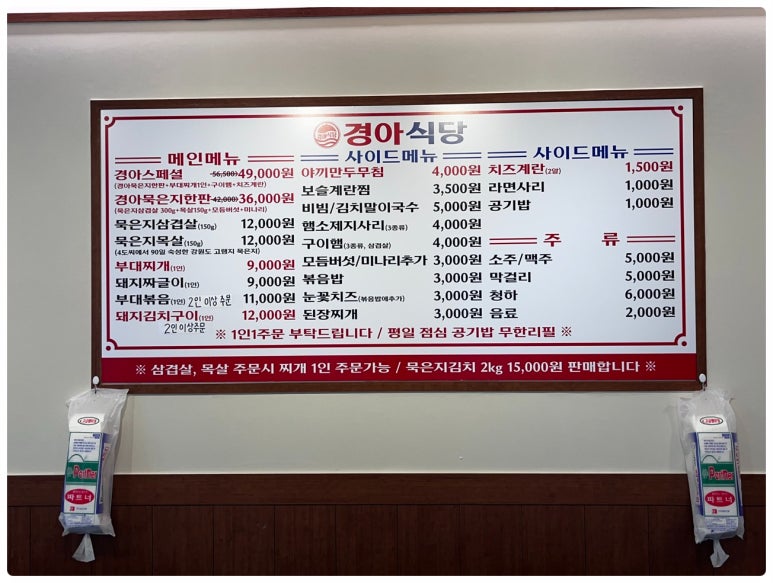 경아식당
메인메뉴
경아스페셜 56,500 49,000원
(경아묵은지한판+부대찌개1인+구이햄+치즈계란)
경아묵은지한판 42,000 36,000원
(묵은지삼겹살 300g+목살150g+모듬버섯+미나리)
묵은지삼겹살(150g) 12,000원
묵은지목살(150g) 12,000원
(4도씨에서 90일 숙성한 강원도 고랭지 묵은지)
부대찌개(1인) 9,000원
돼지짜글이(1인) 9,000원
부대볶음(1인) 2인 이상 주문 11,000원
돼지김치구이(1인) 12,000원
2인 이상주문
사이드메뉴
야끼만두무침 4,000원
보슬계란찜 3,500원
비빔/김치말이국수 5,000원
햄소제지사리(3종류) 4,000원
구이햄(3종류, 삼겹살) 4,000원
모듬버섯/미나리추가 3,000원
볶음밥 3,000원
눈꽃치즈(볶음밥에추가) 3,000원
된장찌개 3,000원
사이드메뉴
치즈계란(2알) 1,500원
라면사리 1,000원
공기밥 1,000원
주 류
소주/맥주 5,000원
막걸리 5,000원
청하 6,000원
음료 2,000원
※ 1인1주문 부탁드립니다 / 평일 점심 공기밥 무한리필 ※
※ 삼겹살, 목살 주문시 찌개 1인 주문가능 / 묵은지김치 2kg 15,000원 판매합니다 ※
Partner
파트너
Partner
파트너